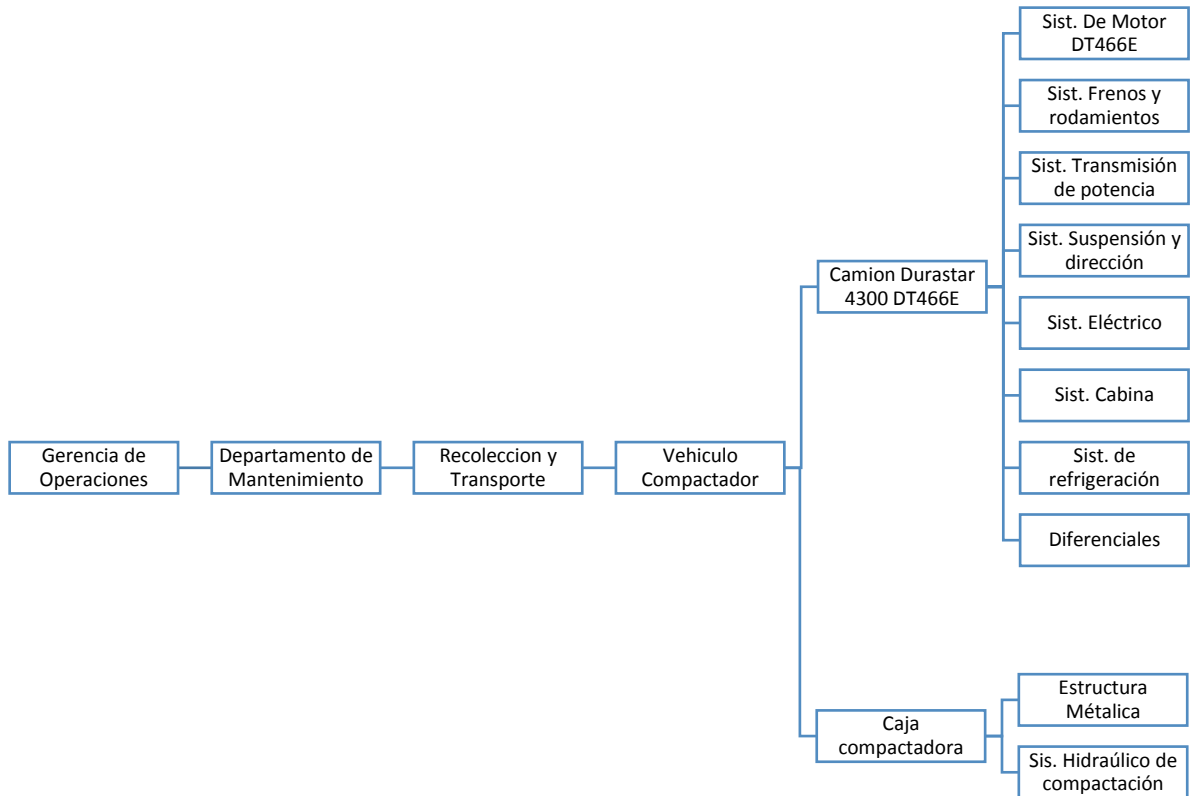 Sist. De Motor
DT466E
Sist. Frenos y
rodamientos
Sist. Transmisión
de potencia
Sist. Suspensión y
dirección
Camion Durastar
4300 DT466E
Sist. Eléctrico
Sist. Cabina
Gerencia de
Operaciones
Departamento de
Mantenimiento
Recoleccion y
Transporte
Vehiculo
Compactador
Sist. de
refrigeración
Diferenciales
Estructura
Métalica
Caja
compactadora
Sis. Hidraúlico de
compactación